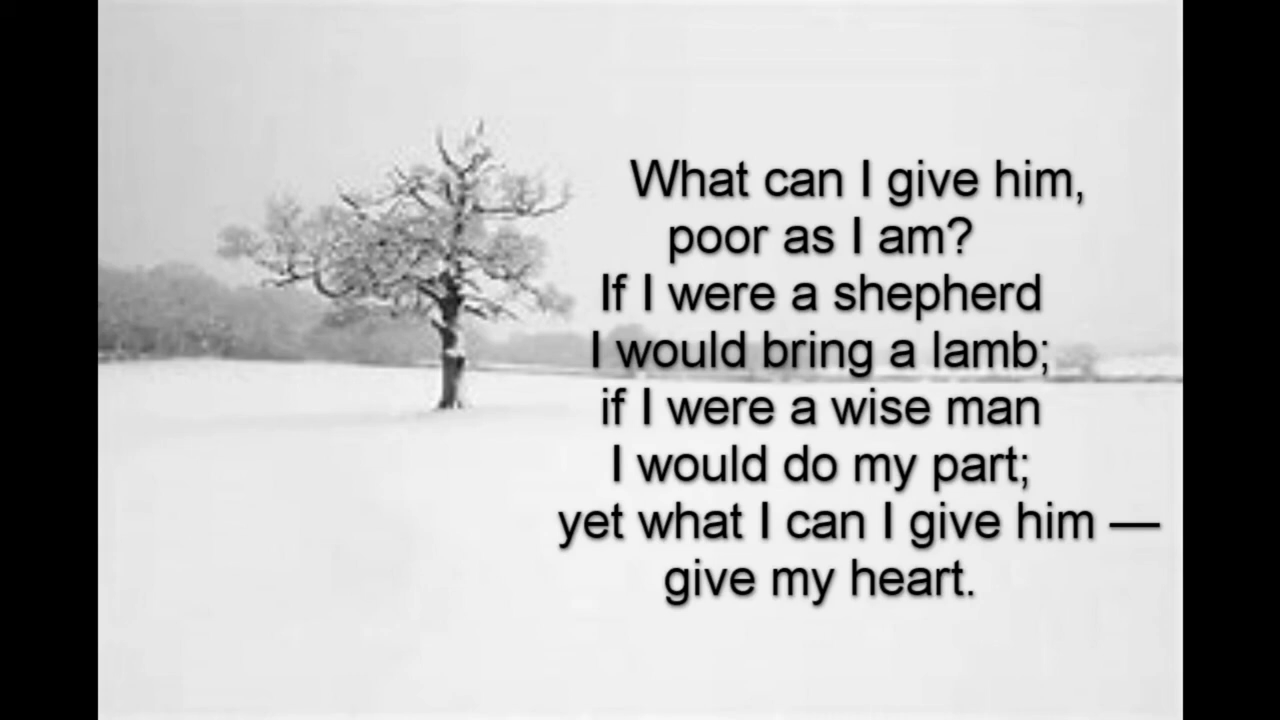 What can I give him,
poor as I am?
If I were a shepherd
I would bring a lamb;
if I were a wise man
I would do my part;
yet what I can I give him —
give my heart.